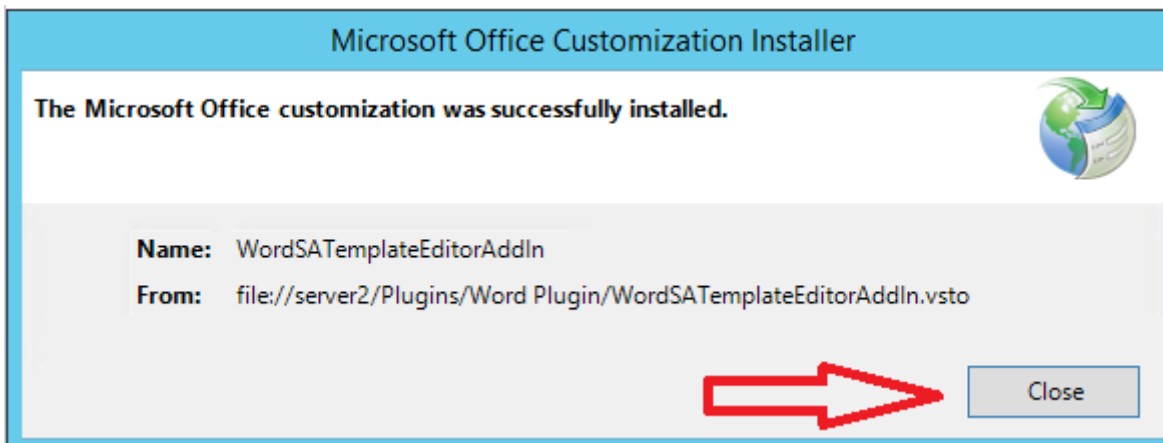 Microsoft Office Customization Installer
The Microsoft Office customization was successfully installed.
Name: WordSATemplateEditorAddIn
From: file://server2/Plugins/Word Plugin/WordSATemplateEditorAddIn.vsto
Close